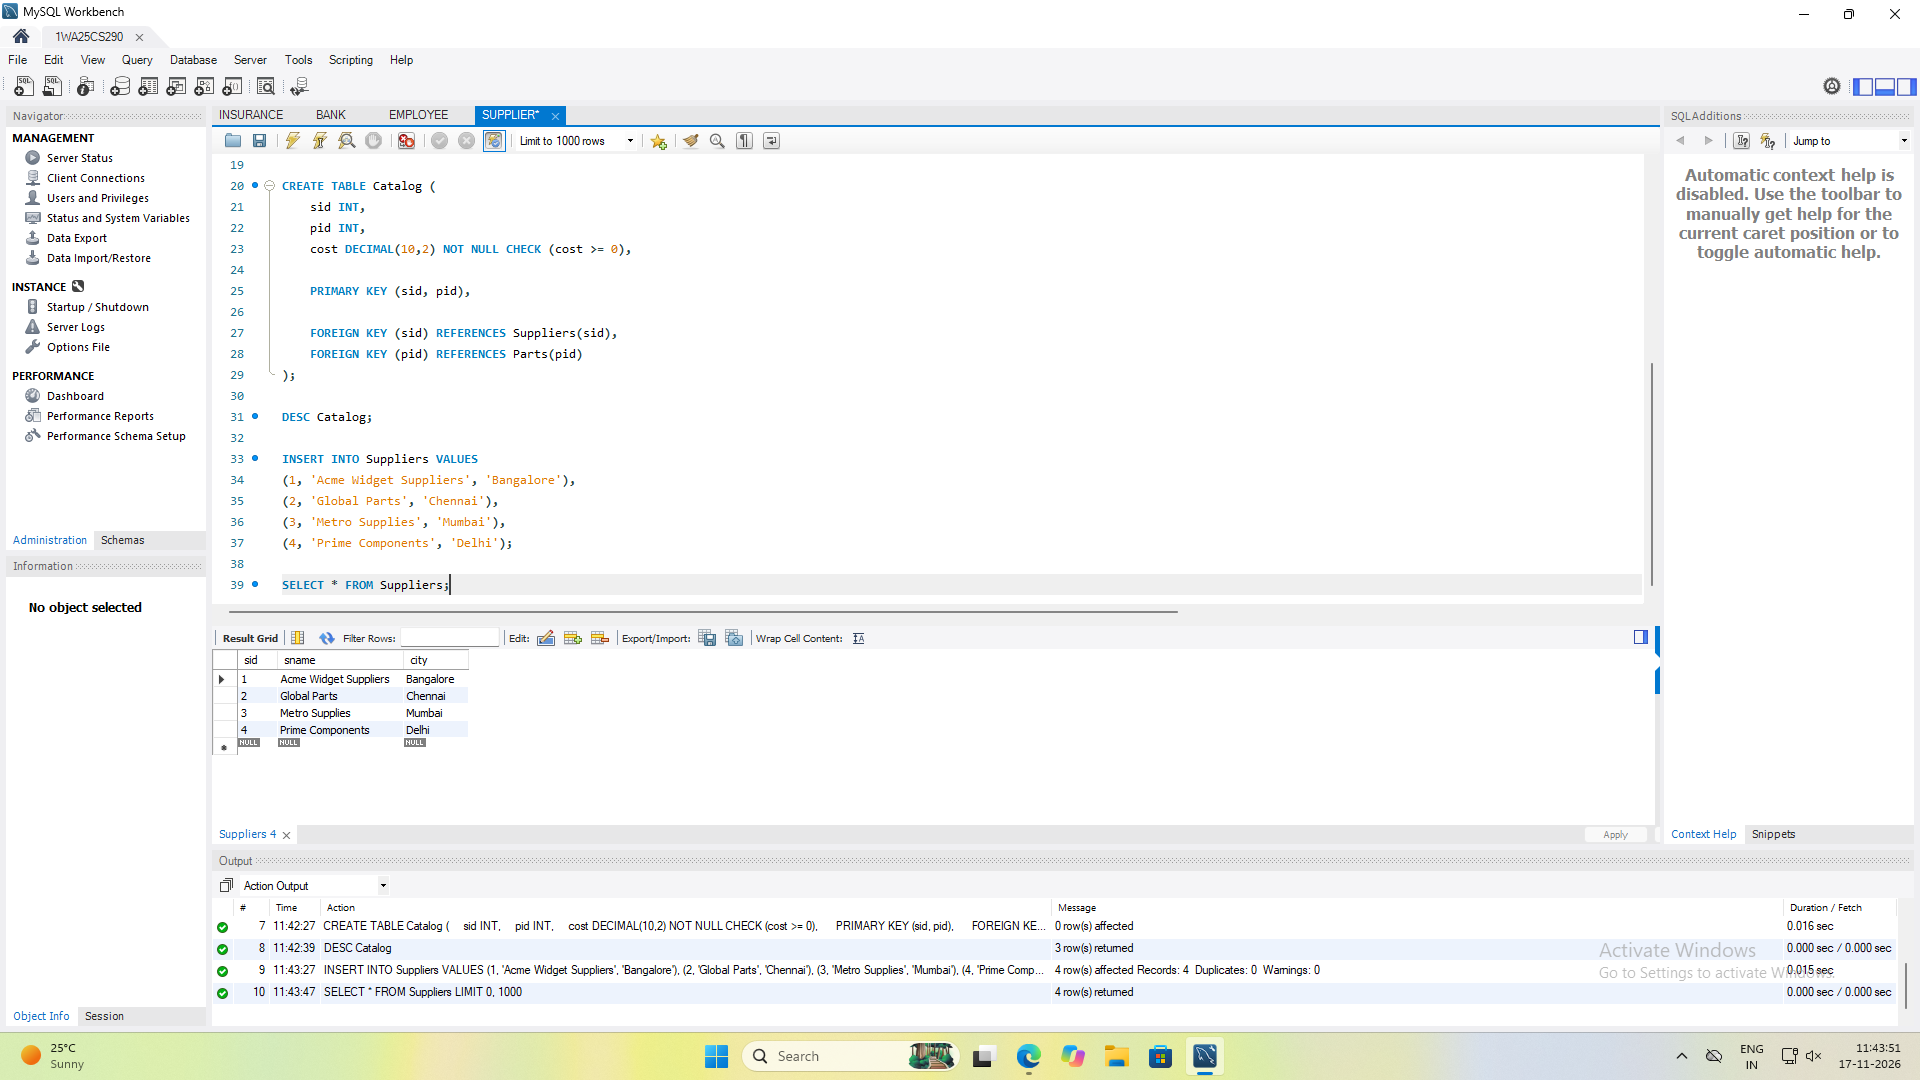 MySQL Workbench
1WA25CS290
File Edit View Query Database Server Tools Scripting Help
Navigator
MANAGEMENT
Server Status
Client Connections
Users and Privileges
Status and System Variables
Data Export
Data Import/Restore
INSTANCE
Startup / Shutdown
Server Logs
Options File
PERFORMANCE
Dashboard
Performance Reports
Performance Schema Setup
Administration Schemas
Information
No object selected
Object Info Session
INSURANCE BANK EMPLOYEE SUPPLIER*
Limit to 1000 rows
19
20 CREATE TABLE Catalog (
21 sid INT,
22 pid INT,
23 cost DECIMAL(10,2) NOT NULL CHECK (cost >= 0),
24
25 PRIMARY KEY (sid, pid),
26
27 FOREIGN KEY (sid) REFERENCES Suppliers(sid),
28 FOREIGN KEY (pid) REFERENCES Parts(pid)
29 );
30
31 DESC Catalog;
32
33 INSERT INTO Suppliers VALUES
34 (1, 'Acme Widget Suppliers', 'Bangalore'),
35 (2, 'Global Parts', 'Chennai'),
36 (3, 'Metro Supplies', 'Mumbai'),
37 (4, 'Prime Components', 'Delhi');
38
39 SELECT * FROM Suppliers;
Result Grid Filter Rows: Edit: Export/Import: Wrap Cell Content:
sid sname city
1 Acme Widget Suppliers Bangalore
2 Global Parts Chennai
3 Metro Supplies Mumbai
4 Prime Components Delhi
NULL NULL NULL
Suppliers 4
Apply
SQLAdditions
Jump to
Automatic context help is
disabled. Use the toolbar to
manually get help for the
current caret position or to
toggle automatic help.
Context Help Snippets
Output
Action Output
# Time Action Message Duration / Fetch
7 11:42:27 CREATE TABLE Catalog ( sid INT, pid INT, cost DECIMAL(10,2) NOT NULL CHECK (cost >= 0), PRIMARY KEY (sid, pid), FOREIGN KE... 0 row(s) affected 0.016 sec
8 11:42:39 DESC Catalog 3 row(s) returned 0.000 sec / 0.000 sec
9 11:43:27 INSERT INTO Suppliers VALUES (1, 'Acme Widget Suppliers', 'Bangalore'), (2, 'Global Parts', 'Chennai'), (3, 'Metro Supplies', 'Mumbai'), (4, 'Prime Comp... 4 row(s) affected Records: 4 Duplicates: 0 Warnings: 0 0.015 sec
10 11:43:47 SELECT * FROM Suppliers LIMIT 0, 1000 4 row(s) returned 0.000 sec / 0.000 sec
Activate Windows
Go to Settings to activate Windows.
25°C
Sunny
Search
ENG
IN
11:43:51
17-11-2026